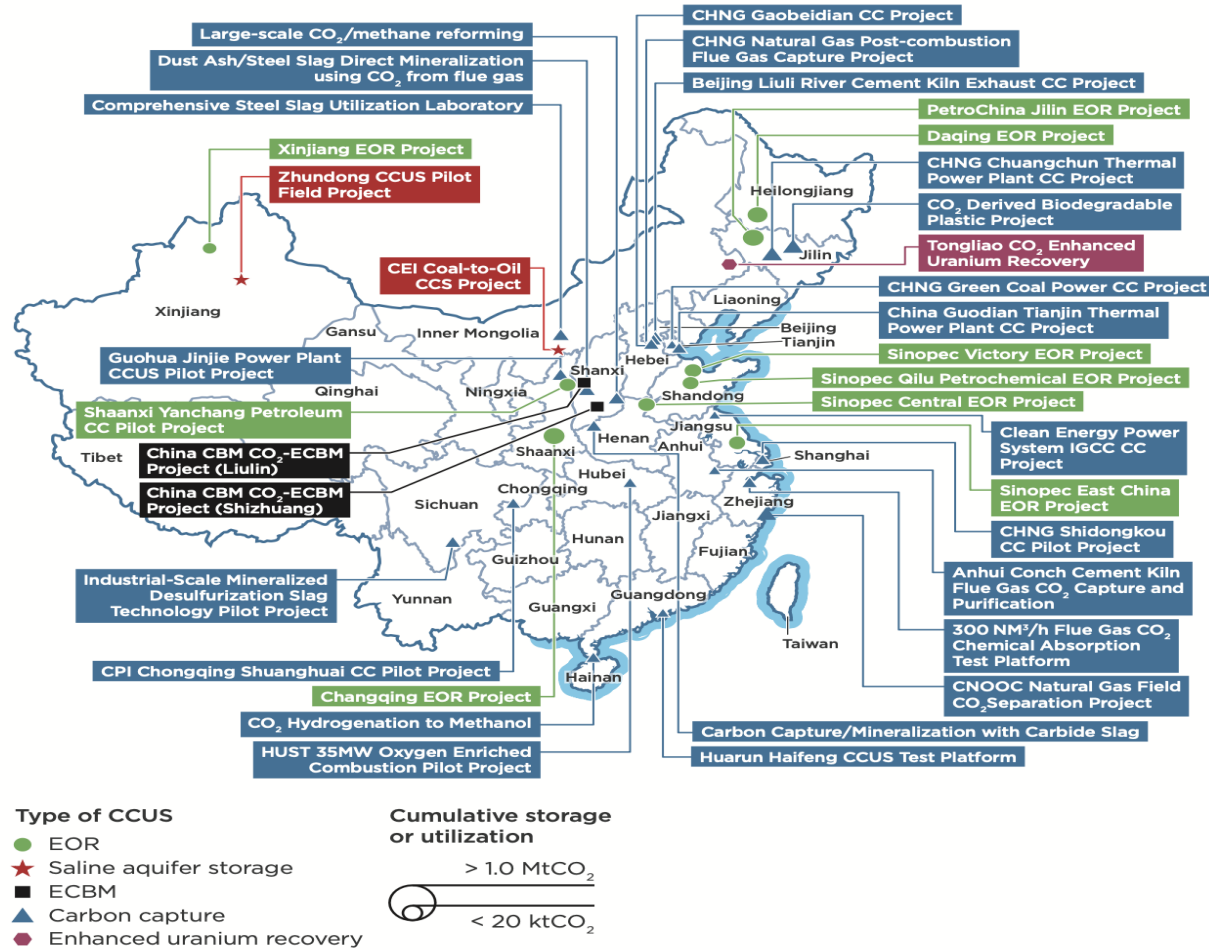 Large-scale CO₂/methane reforming
Dust Ash/Steel Slag Direct Mineralization
using CO₂ from flue gas
Comprehensive Steel Slag Utilization Laboratory
Xinjiang EOR Project
Zhundong CCUS Pilot
Field Project
CEI Coal-to-Oil
CCS Project
CHNG Gaobeidian CC Project
CHNG Natural Gas Post-combustion
Flue Gas Capture Project
Beijing Liuli River Cement Kiln Exhaust CC Project
PetroChina Jilin EOR Project
Daqing EOR Project
CHNG Chuangchun Thermal
Power Plant CC Project
CO₂ Derived Biodegradable
Plastic Project
Tongliao CO₂ Enhanced
Uranium Recovery
CHNG Green Coal Power CC Project
China Guodian Tianjin Thermal
Power Plant CC Project
Sinopec Victory EOR Project
Sinopec Qilu Petrochemical EOR Project
Sinopec Central EOR Project
Clean Energy Power
System IGCC CC
Project
Sinopec East China
EOR Project
CHNG Shidongkou
CC Pilot Project
Anhui Conch Cement Kiln
Flue Gas CO₂ Capture and
Purification
300 NM³/h Flue Gas CO₂
Chemical Absorption
Test Platform
CNOOC Natural Gas Field
CO₂Separation Project
Carbon Capture/Mineralization with Carbide Slag
Huarun Haifeng CCUS Test Platform
Guohua Jinjie Power Plant
CCUS Pilot Project
Shaanxi Yanchang Petroleum
CC Pilot Project
China CBM CO₂-ECBM
Project (Liulin)
China CBM CO₂-ECBM
Project (Shizhuang)
Industrial-Scale Mineralized
Desulfurization Slag
Technology Pilot Project
CPI Chongqing Shuanghuai CC Pilot Project
Changqing EOR Project
CO₂ Hydrogenation to Methanol
HUST 35MW Oxygen Enriched
Combustion Pilot Project
Heilongjiang
Jilin
Liaoning
Xinjiang
Gansu
Inner Mongolia
Beijing
Tianjin
Hebei
Shanxi
Qinghai
Ningxia
Shandong
Tibet
Shaanxi
Henan
Jiangsu
Anhui
Shanghai
Hubei
Sichuan
Chongqing
Zhejiang
Jiangxi
Hunan
Guizhou
Fujian
Yunnan
Guangxi
Guangdong
Taiwan
Hainan
Type of CCUS
EOR
Saline aquifer storage
ECBM
Carbon capture
Enhanced uranium recovery
Cumulative storage
or utilization
> 1.0 MtCO₂
< 20 ktCO₂